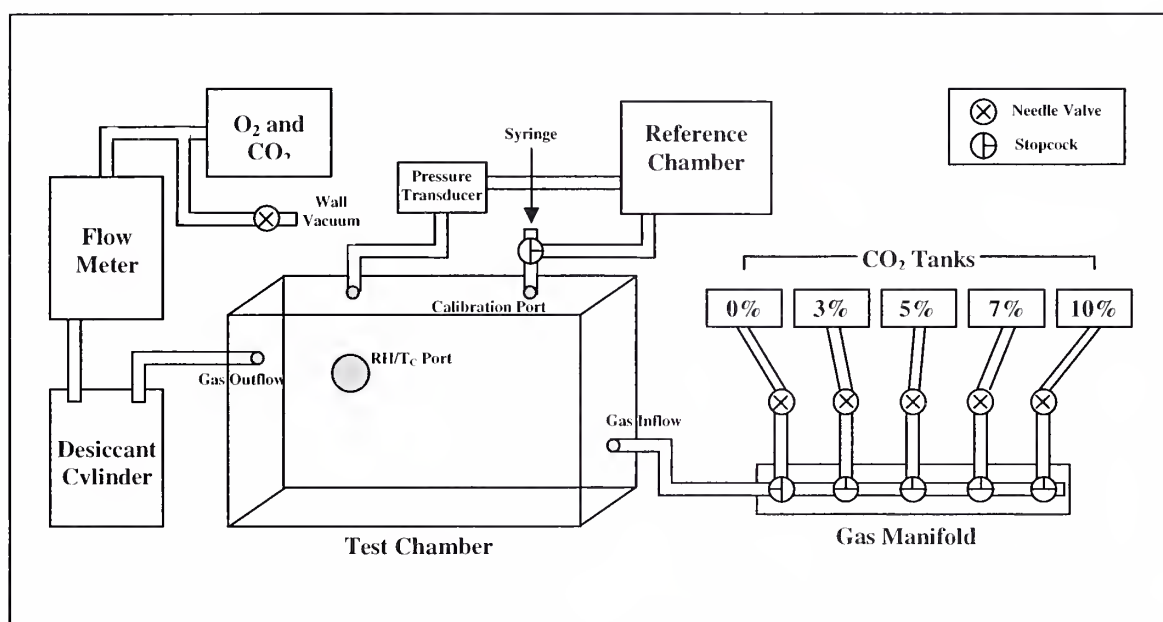 O₂ and
CO₂
Flow
Meter
Wall
Vacuum
Desiccant
Cylinder
Pressure
Transducer
Syringe
Reference
Chamber
Needle Valve
Stopcock
Calibration Port
RH/T_C Port
Gas Outflow
Gas Inflow
Test Chamber
CO₂ Tanks
0% 3% 5% 7% 10%
Gas Manifold